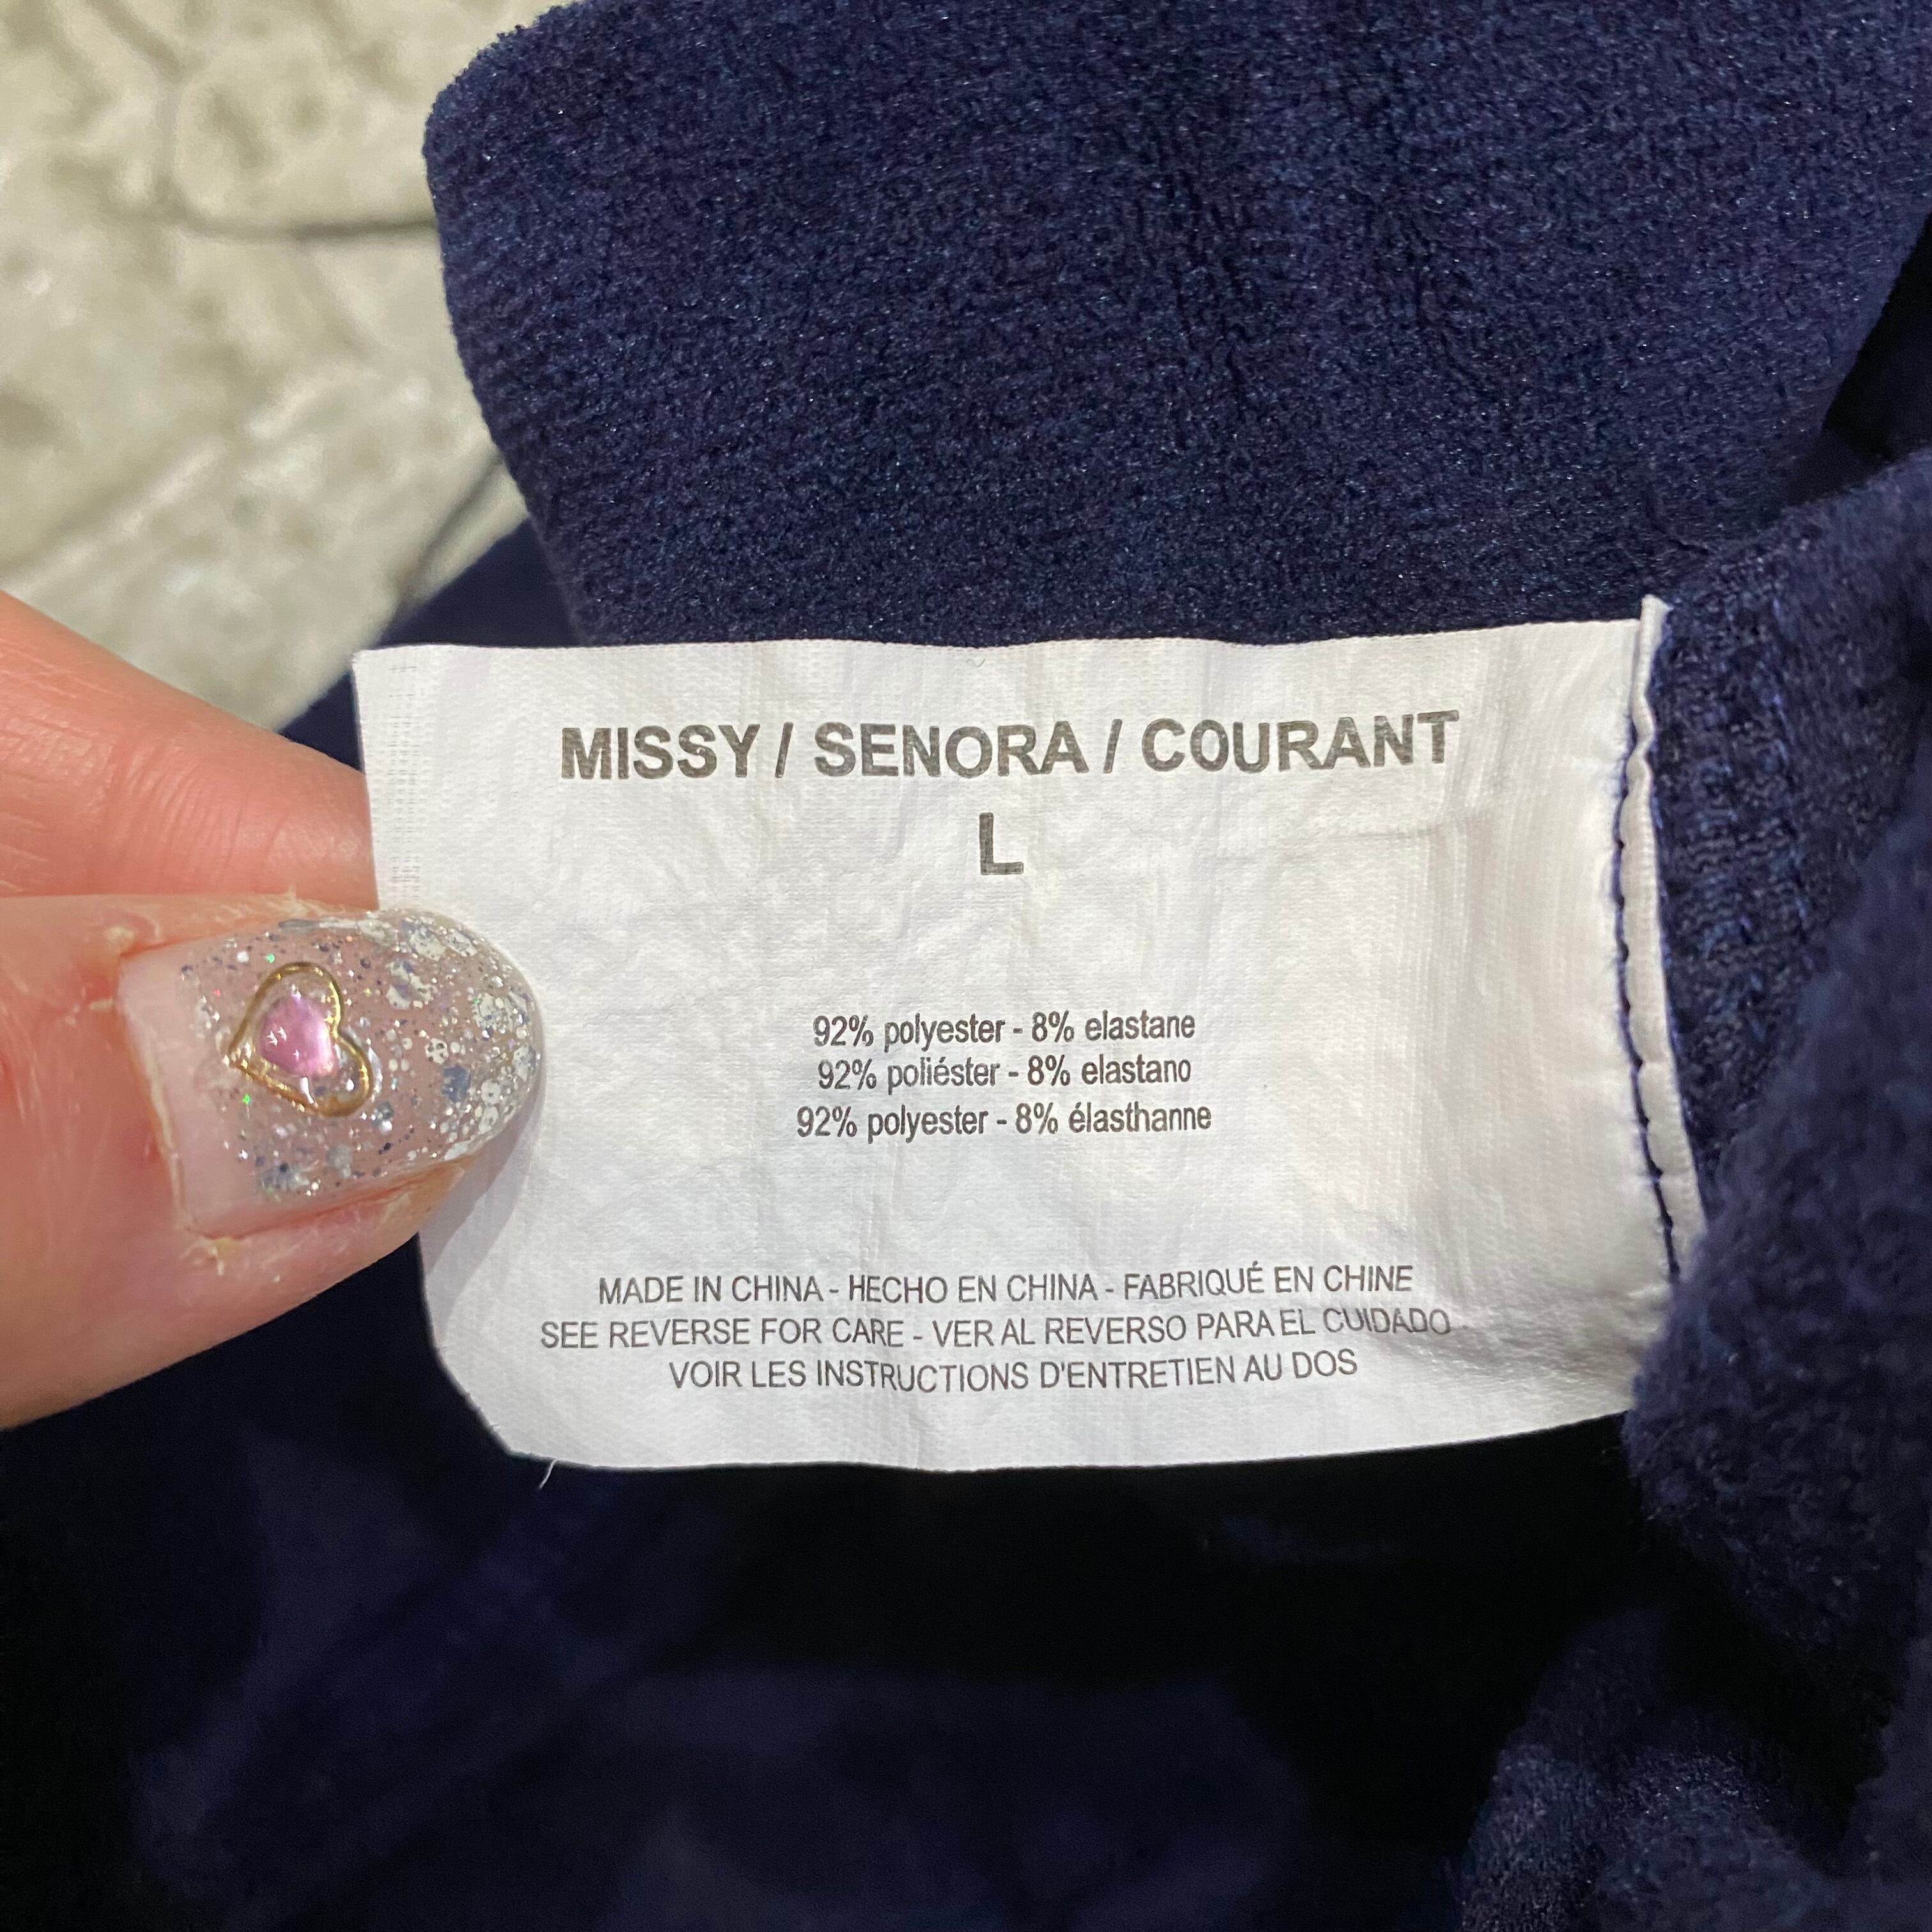 MISSY / SENORA / COURANT
L
92% polyester - 8% elastane
92% poliéster - 8% elastano
92% polyester - 8% élasthanne
MADE IN CHINA - HECHO EN CHINA - FABRIQUÉ EN CHINE
SEE REVERSE FOR CARE - VER AL REVERSO PARA EL CUIDADO
VOIR LES INSTRUCTIONS D'ENTRETIEN AU DOS